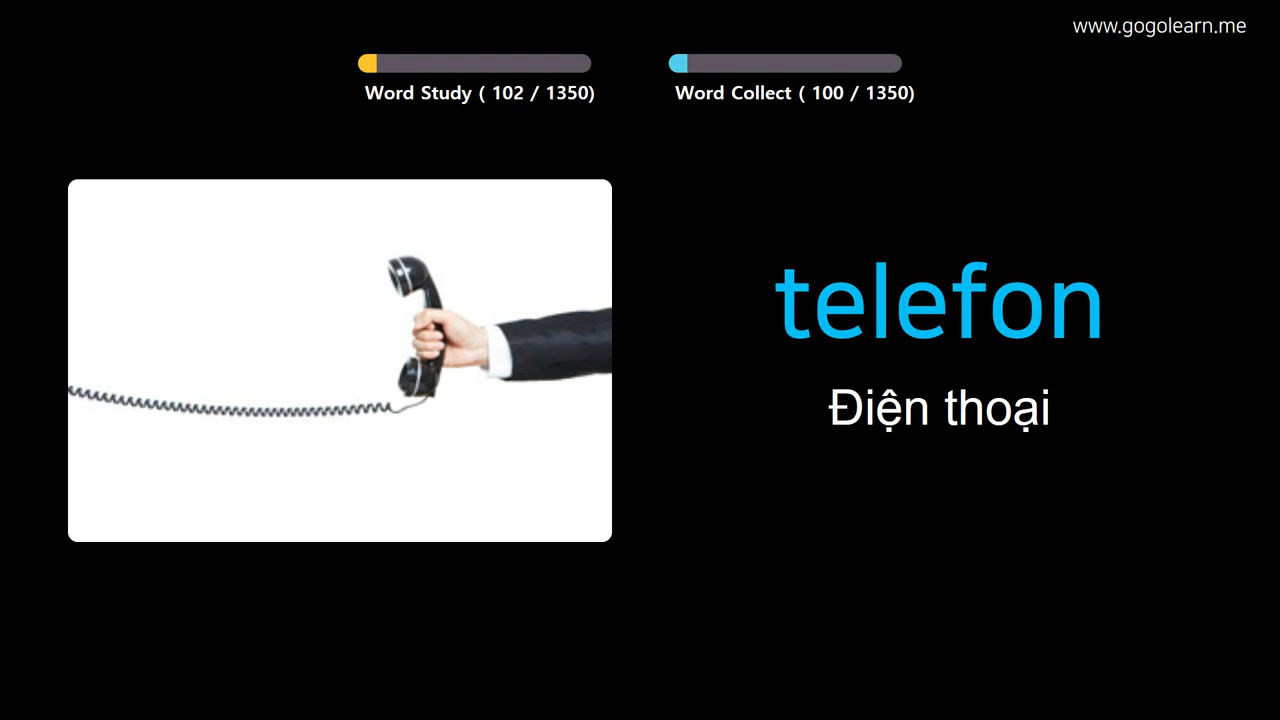 www.gogolearn.me
Word Study ( 102 / 1350)
Word Collect ( 100 / 1350)
telefon
Điện thoại